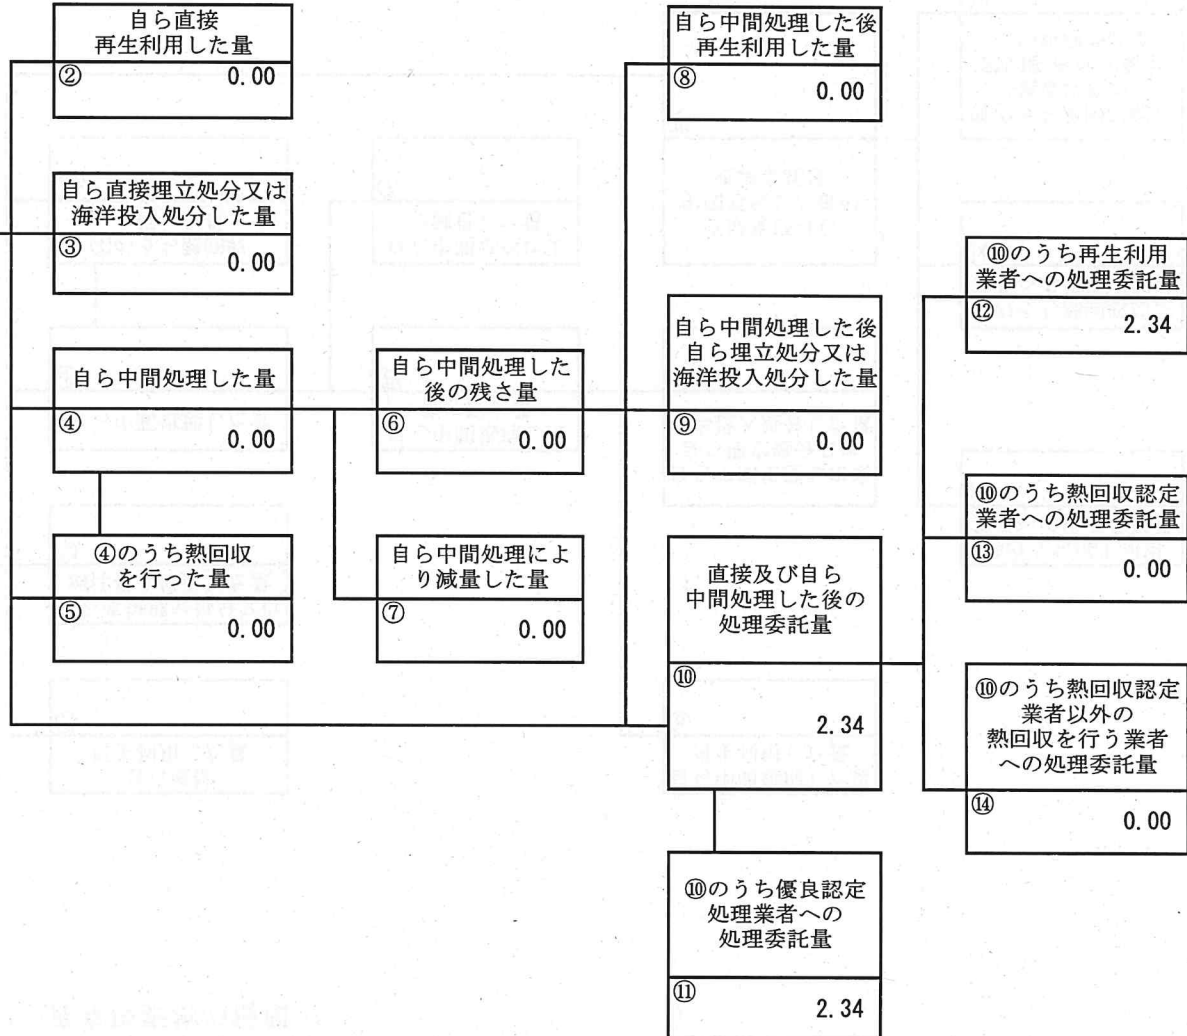 自ら直接
再生利用した量
②
0.00
自ら直接埋立処分又は
海洋投入処分した量
③
0.00
自ら中間処理した量
④
0.00
④のうち熱回収
を行った量
⑤
0.00
自ら中間処理した
後の残さ量
⑥
0.00
自ら中間処理によ
り減量した量
⑦
0.00
自ら中間処理した後
再生利用した量
⑧
0.00
自ら中間処理した後
自ら埋立処分又は
海洋投入処分した量
⑨
0.00
直接及び自ら
中間処理した後の
処理委託量
⑩
2.34
⑩のうち優良認定
処理業者への
処理委託量
⑪
2.34
⑩のうち再生利用
業者への処理委託量
⑫
2.34
⑩のうち熱回収認定
業者への処理委託量
⑬
0.00
⑩のうち熱回収認定
業者以外の
熱回収を行う業者
への処理委託量
⑭
0.00